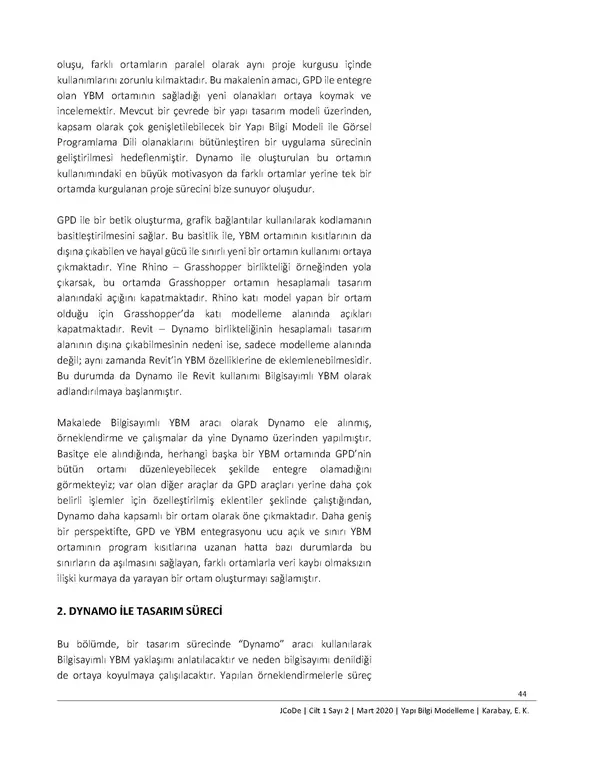 oluşu, farklı ortamların paralel olarak aynı proje kurgusu içinde
kullanımlarını zorunlu kılmaktadır. Bu makalenin amacı, GPD ile entegre
olan YBM ortamının sağladığı yeni olanakları ortaya koymak ve
incelemektir. Mevcut bir çevrede bir yapı tasarım modeli üzerinden,
kapsam olarak çok genişletilebilecek bir Yapı Bilgi Modeli ile Görsel
Programlama Dili olanaklarını bütünleştiren bir uygulama sürecinin
geliştirilmesi hedeflenmiştir. Dynamo ile oluşturulan bu ortamın
kullanımındaki en büyük motivasyon da farklı ortamlar yerine tek bir
ortamda kurgulanan proje sürecini bize sunuyor oluşudur.
GPD ile bir betik oluşturma, grafik bağlantılar kullanılarak kodlamanın
basitleştirilmesini sağlar. Bu basitlik ile, YBM ortamının kısıtlarının da
dışına çıkabilen ve hayal gücü ile sınırlı yeni bir ortamın kullanımı ortaya
çıkmaktadır. Yine Rhino – Grasshopper birlikteliği örneğinden yola
çıkarsak, bu ortamda Grasshopper ortamın hesaplamalı tasarım
alanındaki açığını kapatmaktadır. Rhino katı model yapan bir ortam
olduğu için Grasshopper’da katı modelleme alanında açıkları
kapatmaktadır. Revit – Dynamo birlikteliğinin hesaplamalı tasarım
alanının dışına çıkabilmesinin nedeni ise, sadece modelleme alanında
değil; aynı zamanda Revit’in YBM özelliklerine de eklemlenebilmesidir.
Bu durumda da Dynamo ile Revit kullanımı Bilgisayımlı YBM olarak
adlandırılmaya başlanmıştır.
Makalede Bilgisayımlı YBM aracı olarak Dynamo ele alınmış,
örneklendirme ve çalışmalar da yine Dynamo üzerinden yapılmıştır.
Basitçe ele alındığında, herhangi başka bir YBM ortamında GPD’nin
bütün ortamı düzenleyebilecek şekilde entegre olamadığını
görmekteyiz; var olan diğer araçlar da GPD araçları yerine daha çok
belirli işlemler için özelleştirilmiş eklentiler şeklinde çalıştığından,
Dynamo daha kapsamlı bir ortam olarak öne çıkmaktadır. Daha geniş
bir perspektifte, GPD ve YBM entegrasyonu ucu açık ve sınırı YBM
ortamının program kısıtlarına uzanan hatta bazı durumlarda bu
sınırların da aşılmasını sağlayan, farklı ortamlarla veri kaybı olmaksızın
ilişki kurmaya da yarayan bir ortam oluşturmayı sağlamıştır.
2. DYNAMO İLE TASARIM SÜRECİ
Bu bölümde, bir tasarım sürecinde “Dynamo” aracı kullanılarak
Bilgisayımlı YBM yaklaşımı anlatılacaktır ve neden bilgisayımı denildiği
de ortaya koyulmaya çalışılacaktır. Yapılan örneklendirmelerle süreç
44
JCoDe | Cilt 1 Sayı 2 | Mart 2020 | Yapı Bilgi Modelleme | Karabay, E. K.